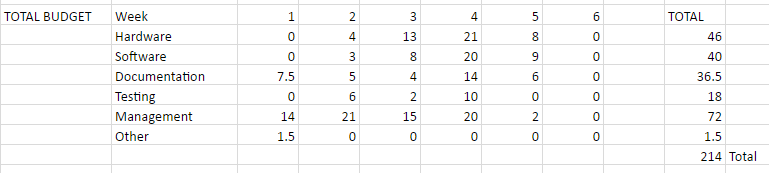 TOTAL BUDGET Week 1 2 3 4 5 6 TOTAL
Hardware 0 4 13 21 8 0 46
Software 0 3 8 20 9 0 40
Documentation 7.5 5 4 14 6 0 36.5
Testing 0 6 2 10 0 0 18
Management 14 21 15 20 2 0 72
Other 1.5 0 0 0 0 0 1.5
214 Total